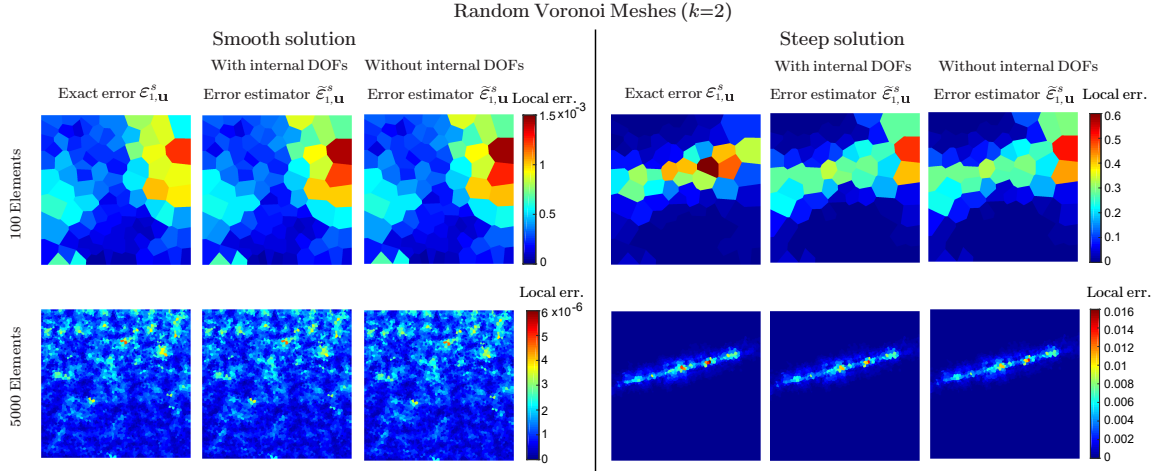 Random Voronoi Meshes (k=2)
Smooth solution
Steep solution
With internal DOFs
Without internal DOFs
With internal DOFs
Without internal DOFs
Exact error ε^s_{1,u}
Error estimator ε̃^s_{1,u}
Error estimator ε̃^s_{1,u}
Local err.
Exact error ε^s_{1,u}
Error estimator ε̃^s_{1,u}
Error estimator ε̃^s_{1,u}
Local err.
1000 Elements
1.5 ×10⁻³
1
0.5
0
0.6
0.5
0.4
0.3
0.2
0.1
0
5000 Elements
Local err.
6 ×10⁻⁶
5
4
3
2
1
0
Local err.
0.016
0.014
0.012
0.010
0.008
0.006
0.004
0.002
0